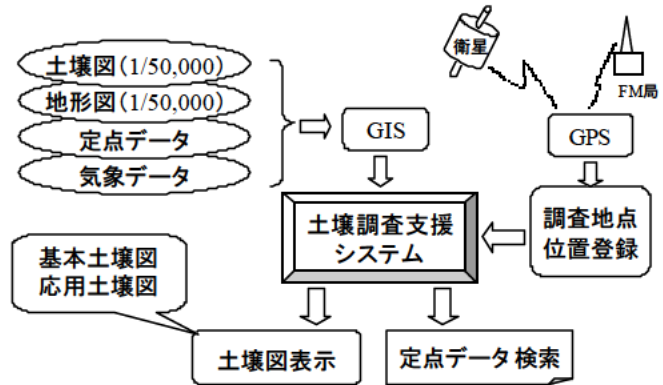 衛星
FM局
土壌図(1/50,000)
地形図(1/50,000)
定点データ
気象データ
GIS
GPS
土壌調査支援
システム
調査地点
位置登録
基本土壌図
応用土壌図
土壌図表示
定点データ検索